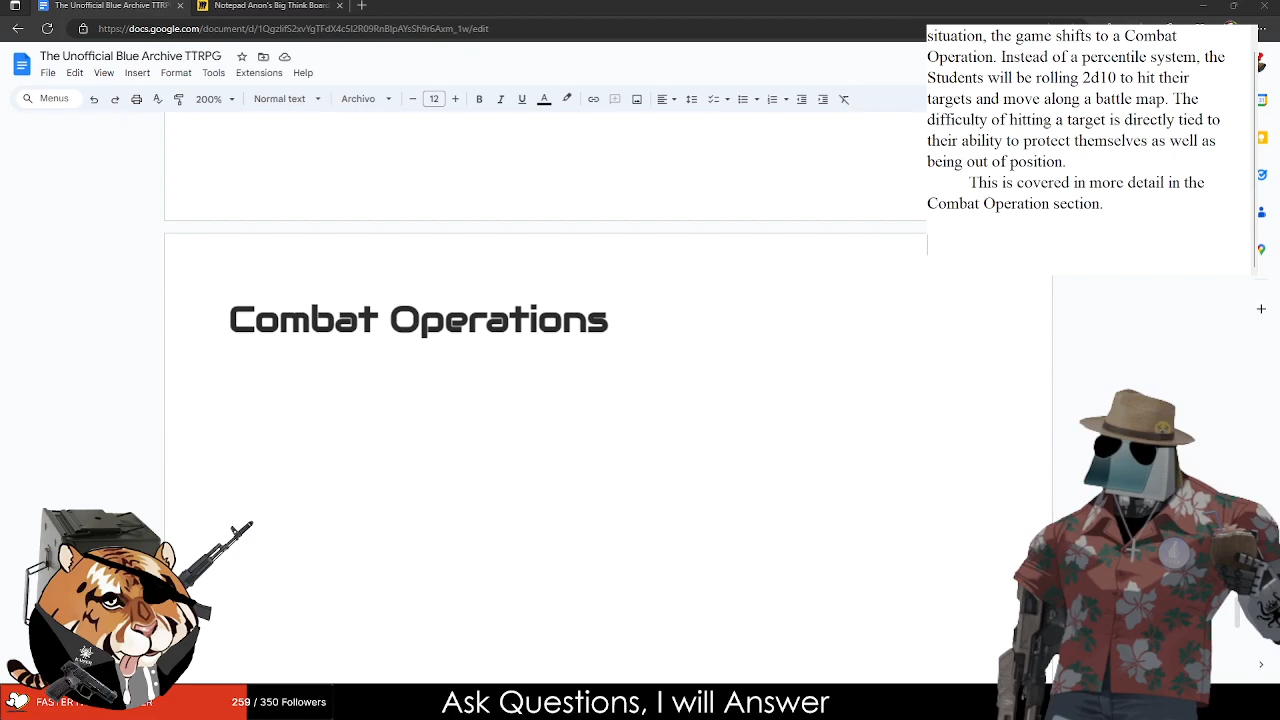 The Unofficial Blue Archive TTRP
Notepad Anon's Big Think Board
https://docs.google.com/document/d/1QgzlifS2xvYgTFdX4c5I2R09RnBlpAYsSh9r6Axm_1w/edit
The Unofficial Blue Archive TTRPG
File Edit View Insert Format Tools Extensions Help
Menus 200% Normal text Archivo 12 B I U A
situation, the game shifts to a Combat
Operation. Instead of a percentile system, the
Students will be rolling 2d10 to hit their
targets and move along a battle map. The
difficulty of hitting a target is directly tied to
their ability to protect themselves as well as
being out of position.
This is covered in more detail in the
Combat Operation section.
Combat Operations
259 / 350 Followers
Ask Questions, I will Answer